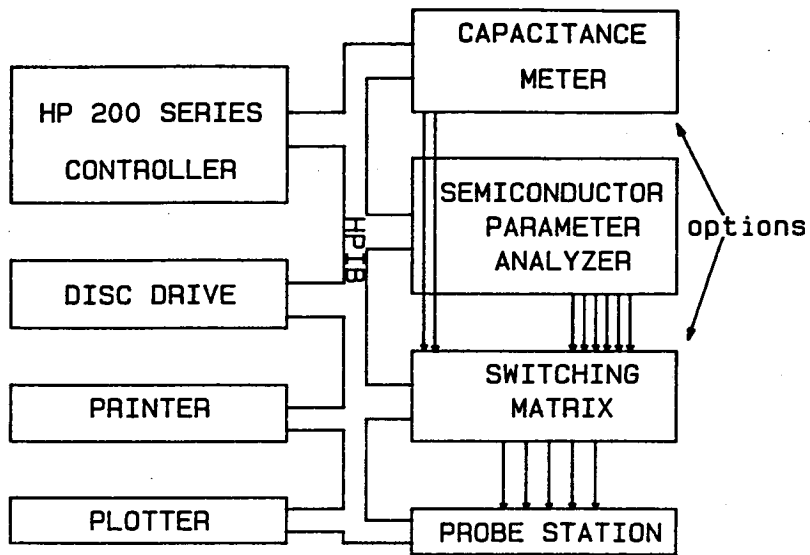 HP 200 SERIES
CONTROLLER
DISC DRIVE
PRINTER
PLOTTER
HPIB
CAPACITANCE
METER
SEMICONDUCTOR
PARAMETER
ANALYZER
options
SWITCHING
MATRIX
PROBE STATION